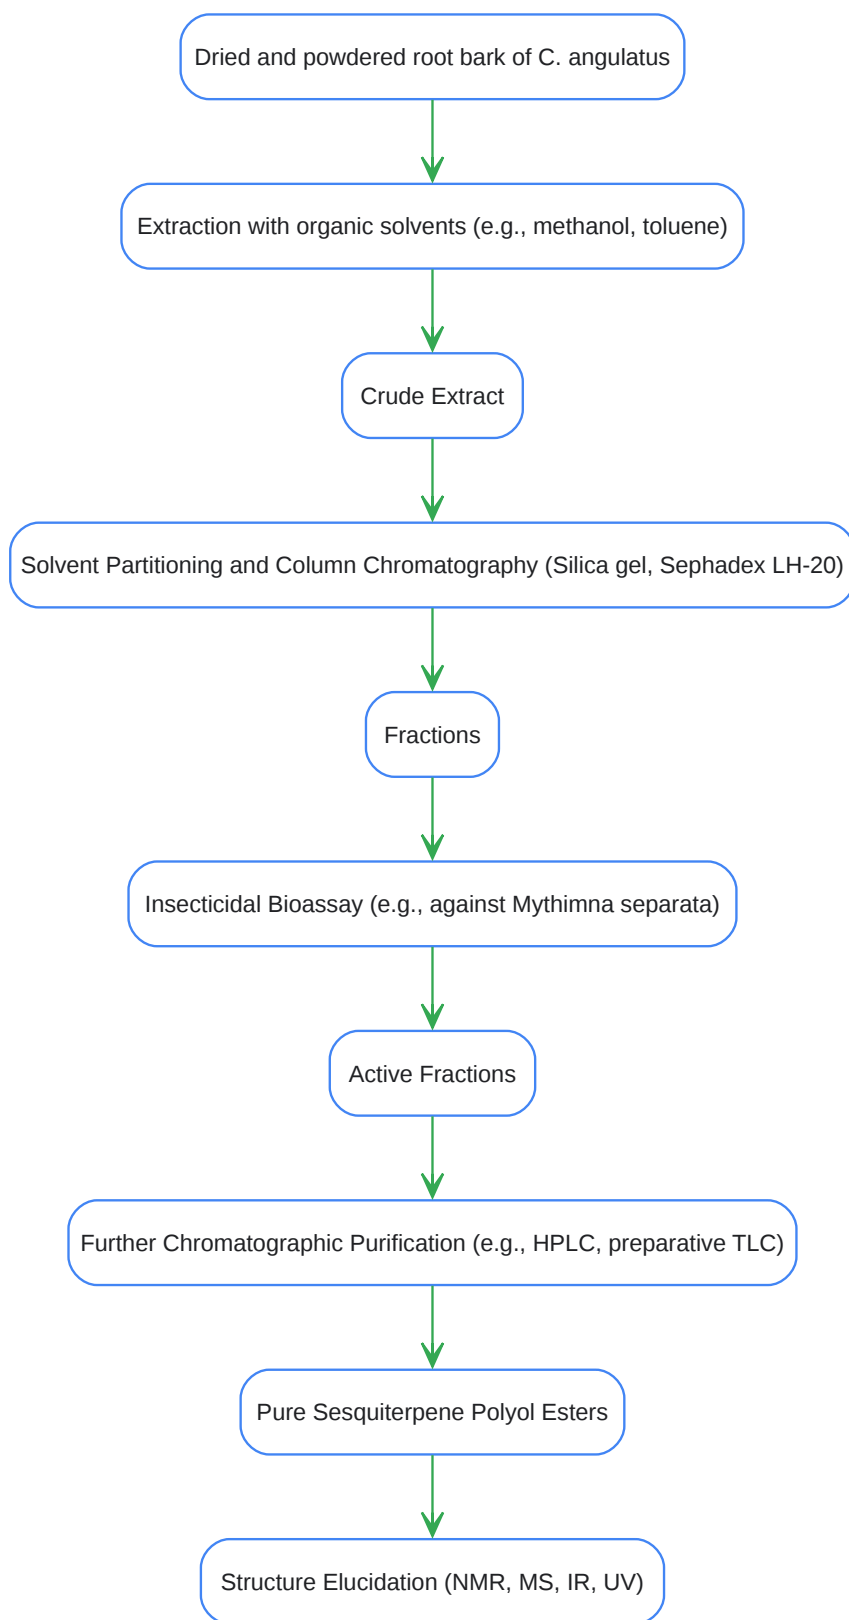 Dried and powdered root bark of C. angulatus
Extraction with organic solvents (e.g., methanol, toluene)
Crude Extract
Solvent Partitioning and Column Chromatography (Silica gel, Sephadex LH-20)
Fractions
Insecticidal Bioassay (e.g., against Mythimna separata)
Active Fractions
Further Chromatographic Purification (e.g., HPLC, preparative TLC)
Pure Sesquiterpene Polyol Esters
Structure Elucidation (NMR, MS, IR, UV)